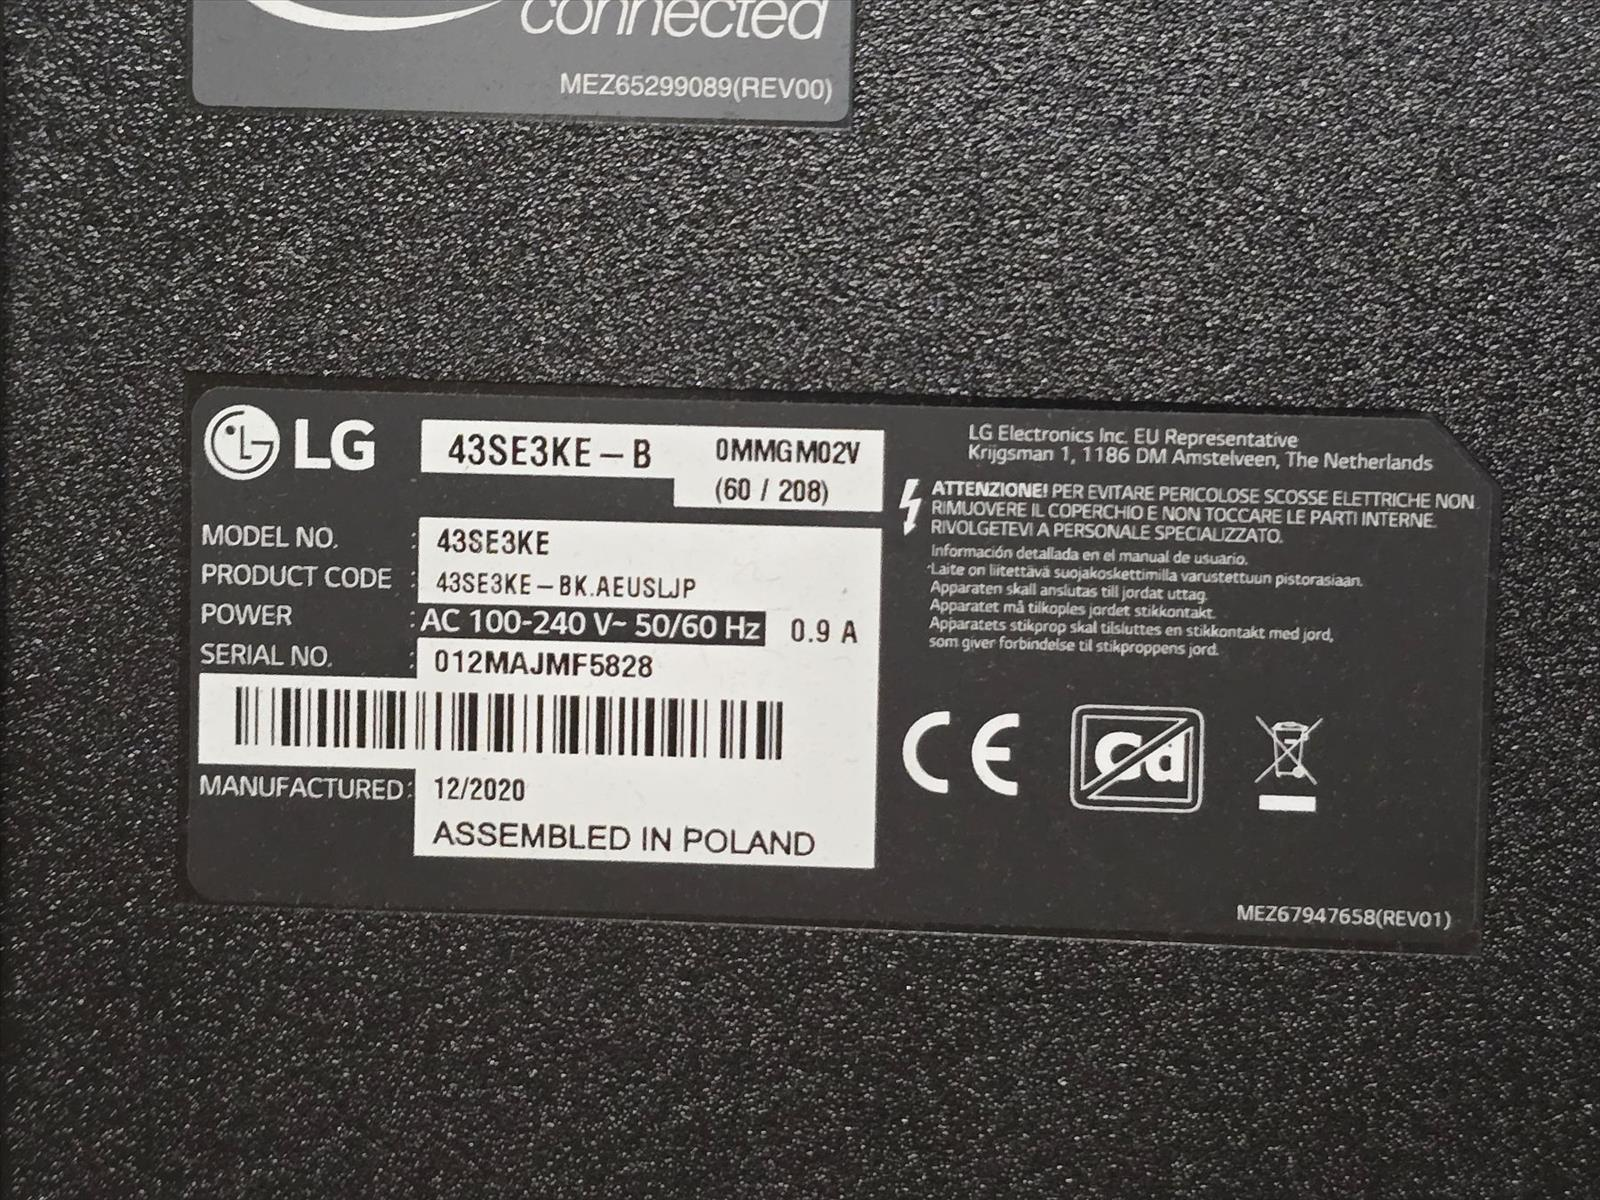 connected
MEZ65299089(REV00)
LG
43SE3KE-B
0MMGM02V
(60 / 208)
MODEL NO. : 43SE3KE
PRODUCT CODE : 43SE3KE-BK.AEUSLJP
POWER : AC 100-240 V~ 50/60 Hz 0.9 A
SERIAL NO. : 012MAJMF5828
MANUFACTURED : 12/2020
ASSEMBLED IN POLAND
LG Electronics Inc. EU Representative
Krijgsman 1, 1186 DM Amstelveen, The Netherlands
ATTENZIONE! PER EVITARE PERICOLOSE SCOSSE ELETTRICHE NON
RIMUOVERE IL COPERCHIO E NON TOCCARE LE PARTI INTERNE.
RIVOLGETEVI A PERSONALE SPECIALIZZATO.
Información detallada en el manual de usuario.
·Laite on liitettävä suojakoskettimilla varustettuun pistorasiaan.
Apparaten skall anslutas till jordat uttag.
Apparatet må tilkoples jordet stikkontakt.
Apparatets stikprop skal tilsluttes en stikkontakt med jord,
som giver forbindelse til stikproppens jord.
CE
Cd
MEZ67947658(REV01)